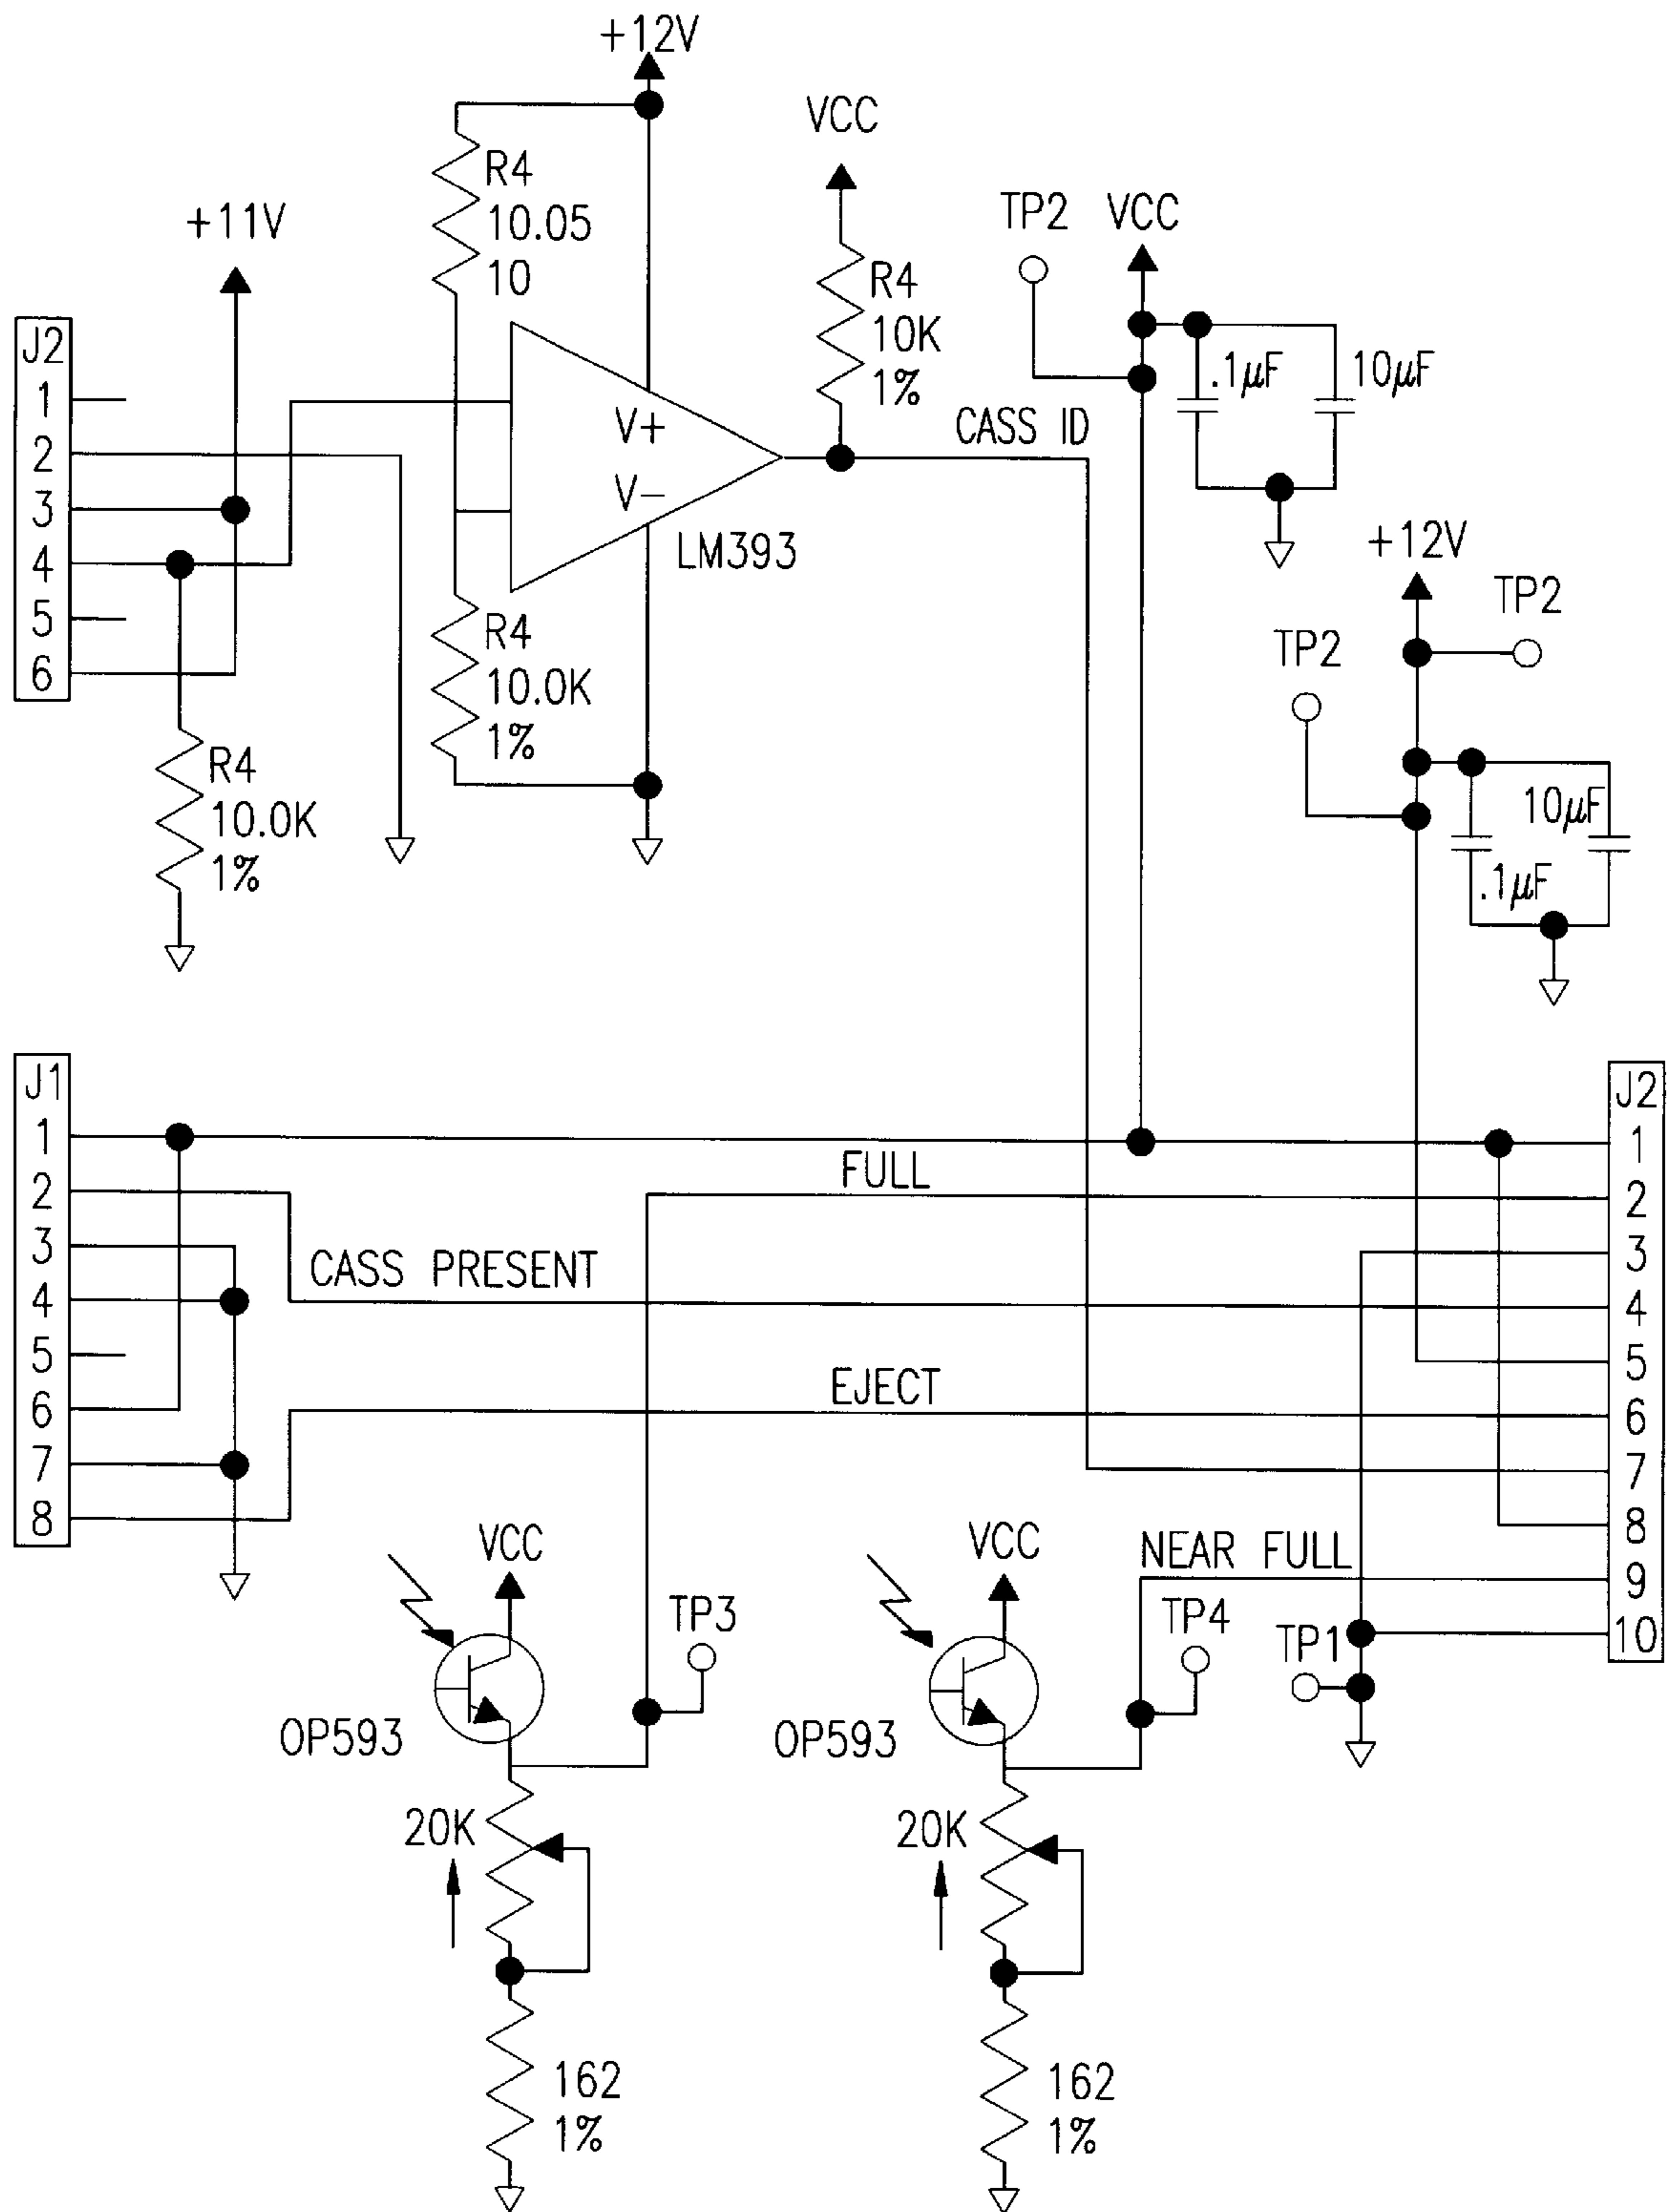 +12V
VCC
R4
10.05
10
+11V
TP2
VCC
R4
10K
1%
J2
1
2
3
4
5
6
.1μF
10μF
V+
V−
CASS ID
LM393
+12V
TP2
TP2
R4
10.0K
1%
R4
10.0K
1%
10μF
.1μF
J1
1
2
3
4
5
6
7
8
J2
1
2
3
4
5
6
7
8
9
10
FULL
CASS PRESENT
EJECT
VCC
VCC
NEAR FULL
TP3
TP4
TP1
OP593
OP593
20K
20K
162
1%
162
1%